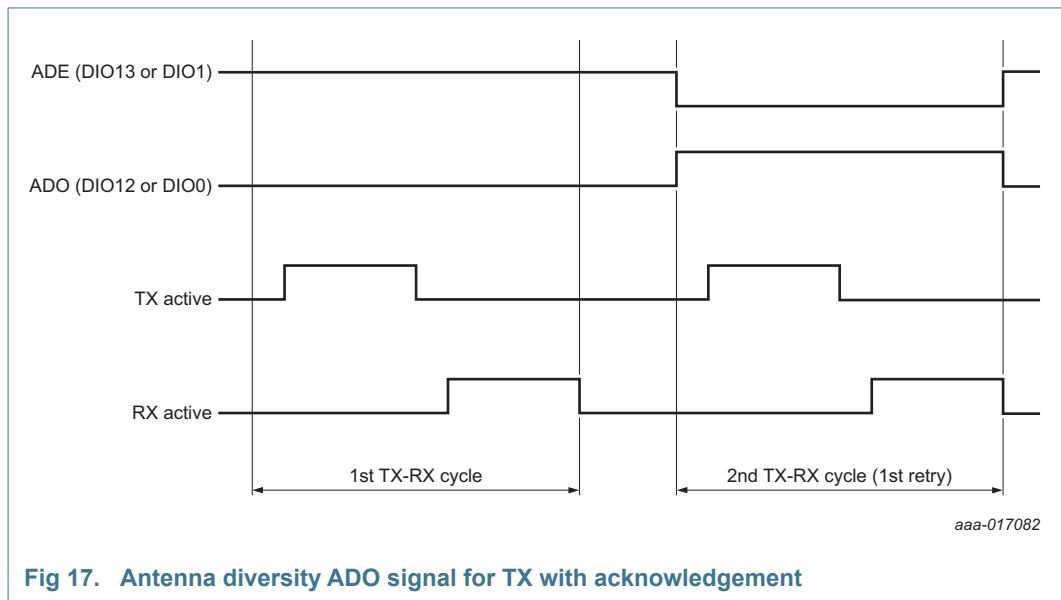 ADE (DIO13 or DIO1)
ADO (DIO12 or DIO0)
TX active
RX active
1st TX-RX cycle
2nd TX-RX cycle (1st retry)
aaa-017082
Fig 17. Antenna diversity ADO signal for TX with acknowledgement